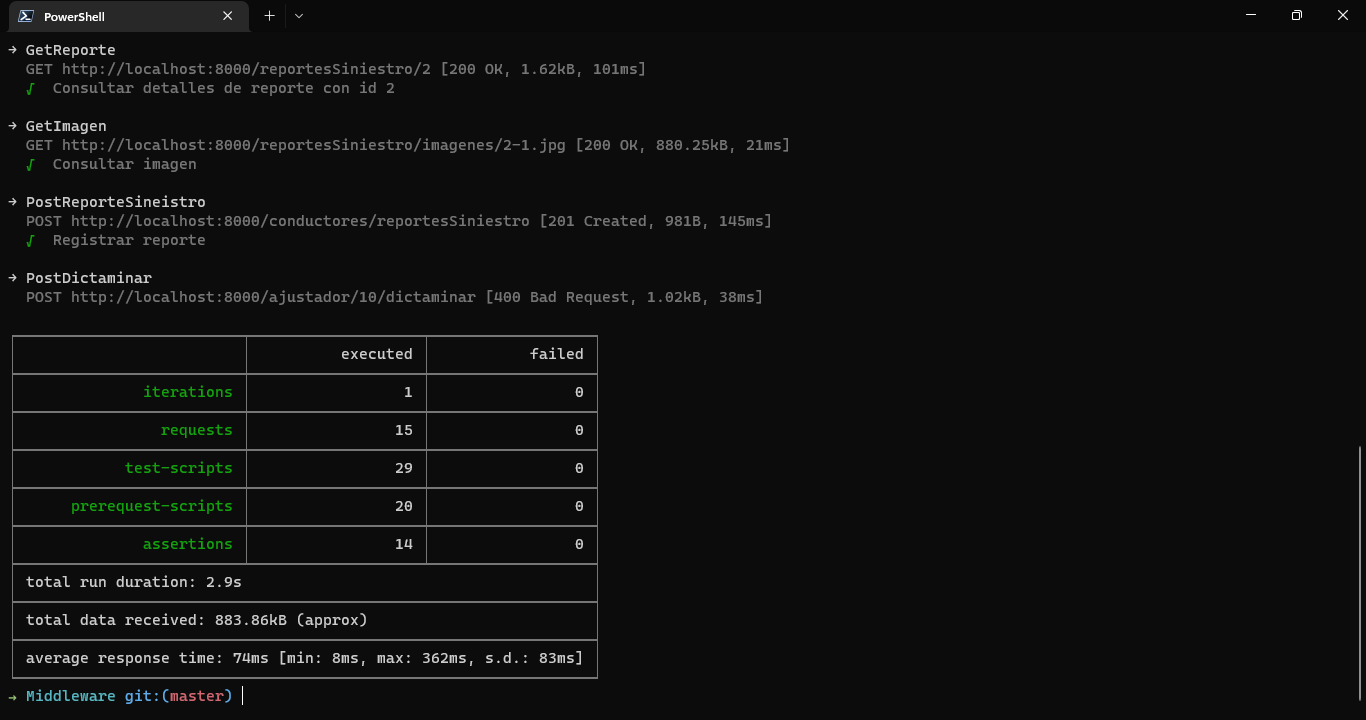 PowerShell
→ GetReporte
GET http://localhost:8000/reportesSiniestro/2 [200 OK, 1.62kB, 101ms]
√ Consultar detalles de reporte con id 2
→ GetImagen
GET http://localhost:8000/reportesSiniestro/imagenes/2-1.jpg [200 OK, 880.25kB, 21ms]
√ Consultar imagen
→ PostReporteSineistro
POST http://localhost:8000/conductores/reportesSiniestro [201 Created, 981B, 145ms]
√ Registrar reporte
→ PostDictaminar
POST http://localhost:8000/ajustador/10/dictaminar [400 Bad Request, 1.02kB, 38ms]
executed failed
iterations 1 0
requests 15 0
test-scripts 29 0
prerequest-scripts 20 0
assertions 14 0
total run duration: 2.9s
total data received: 883.86kB (approx)
average response time: 74ms [min: 8ms, max: 362ms, s.d.: 83ms]
→ Middleware git:(master)